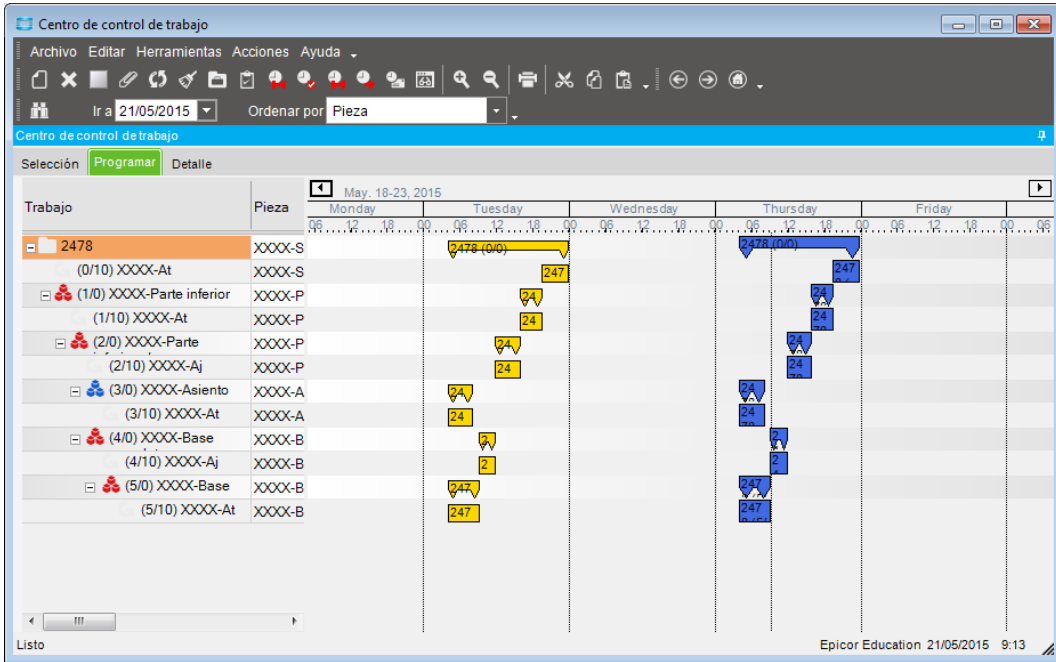 Centro de control de trabajo
Archivo Editar Herramientas Acciones Ayuda
Ir a 21/05/2015 Ordenar por Pieza
Centro de control de trabajo
Selección Programar Detalle
Trabajo Pieza
May. 18-23, 2015
Monday Tuesday Wednesday Thursday Friday
06 12 18 00 06 12 18 00 06 12 18 00 06 12 18 00 06 12 18 00 06
2478 XXXX-S 2478 (0/0) 2478 (0/0)
(0/10) XXXX-At XXXX-S 247 247
(1/0) XXXX-Parte inferior XXXX-P 24 24
(1/10) XXXX-At XXXX-P 24 24
(2/0) XXXX-Parte XXXX-P 24 24
(2/10) XXXX-Aj XXXX-P 24 24
(3/0) XXXX-Asiento XXXX-A 24 24
(3/10) XXXX-At XXXX-A 24 24
(4/0) XXXX-Base XXXX-B 2 2
(4/10) XXXX-Aj XXXX-B 2 2
(5/0) XXXX-Base XXXX-B 247 247
(5/10) XXXX-At XXXX-B 247 247
Listo Epicor Education 21/05/2015 9:13